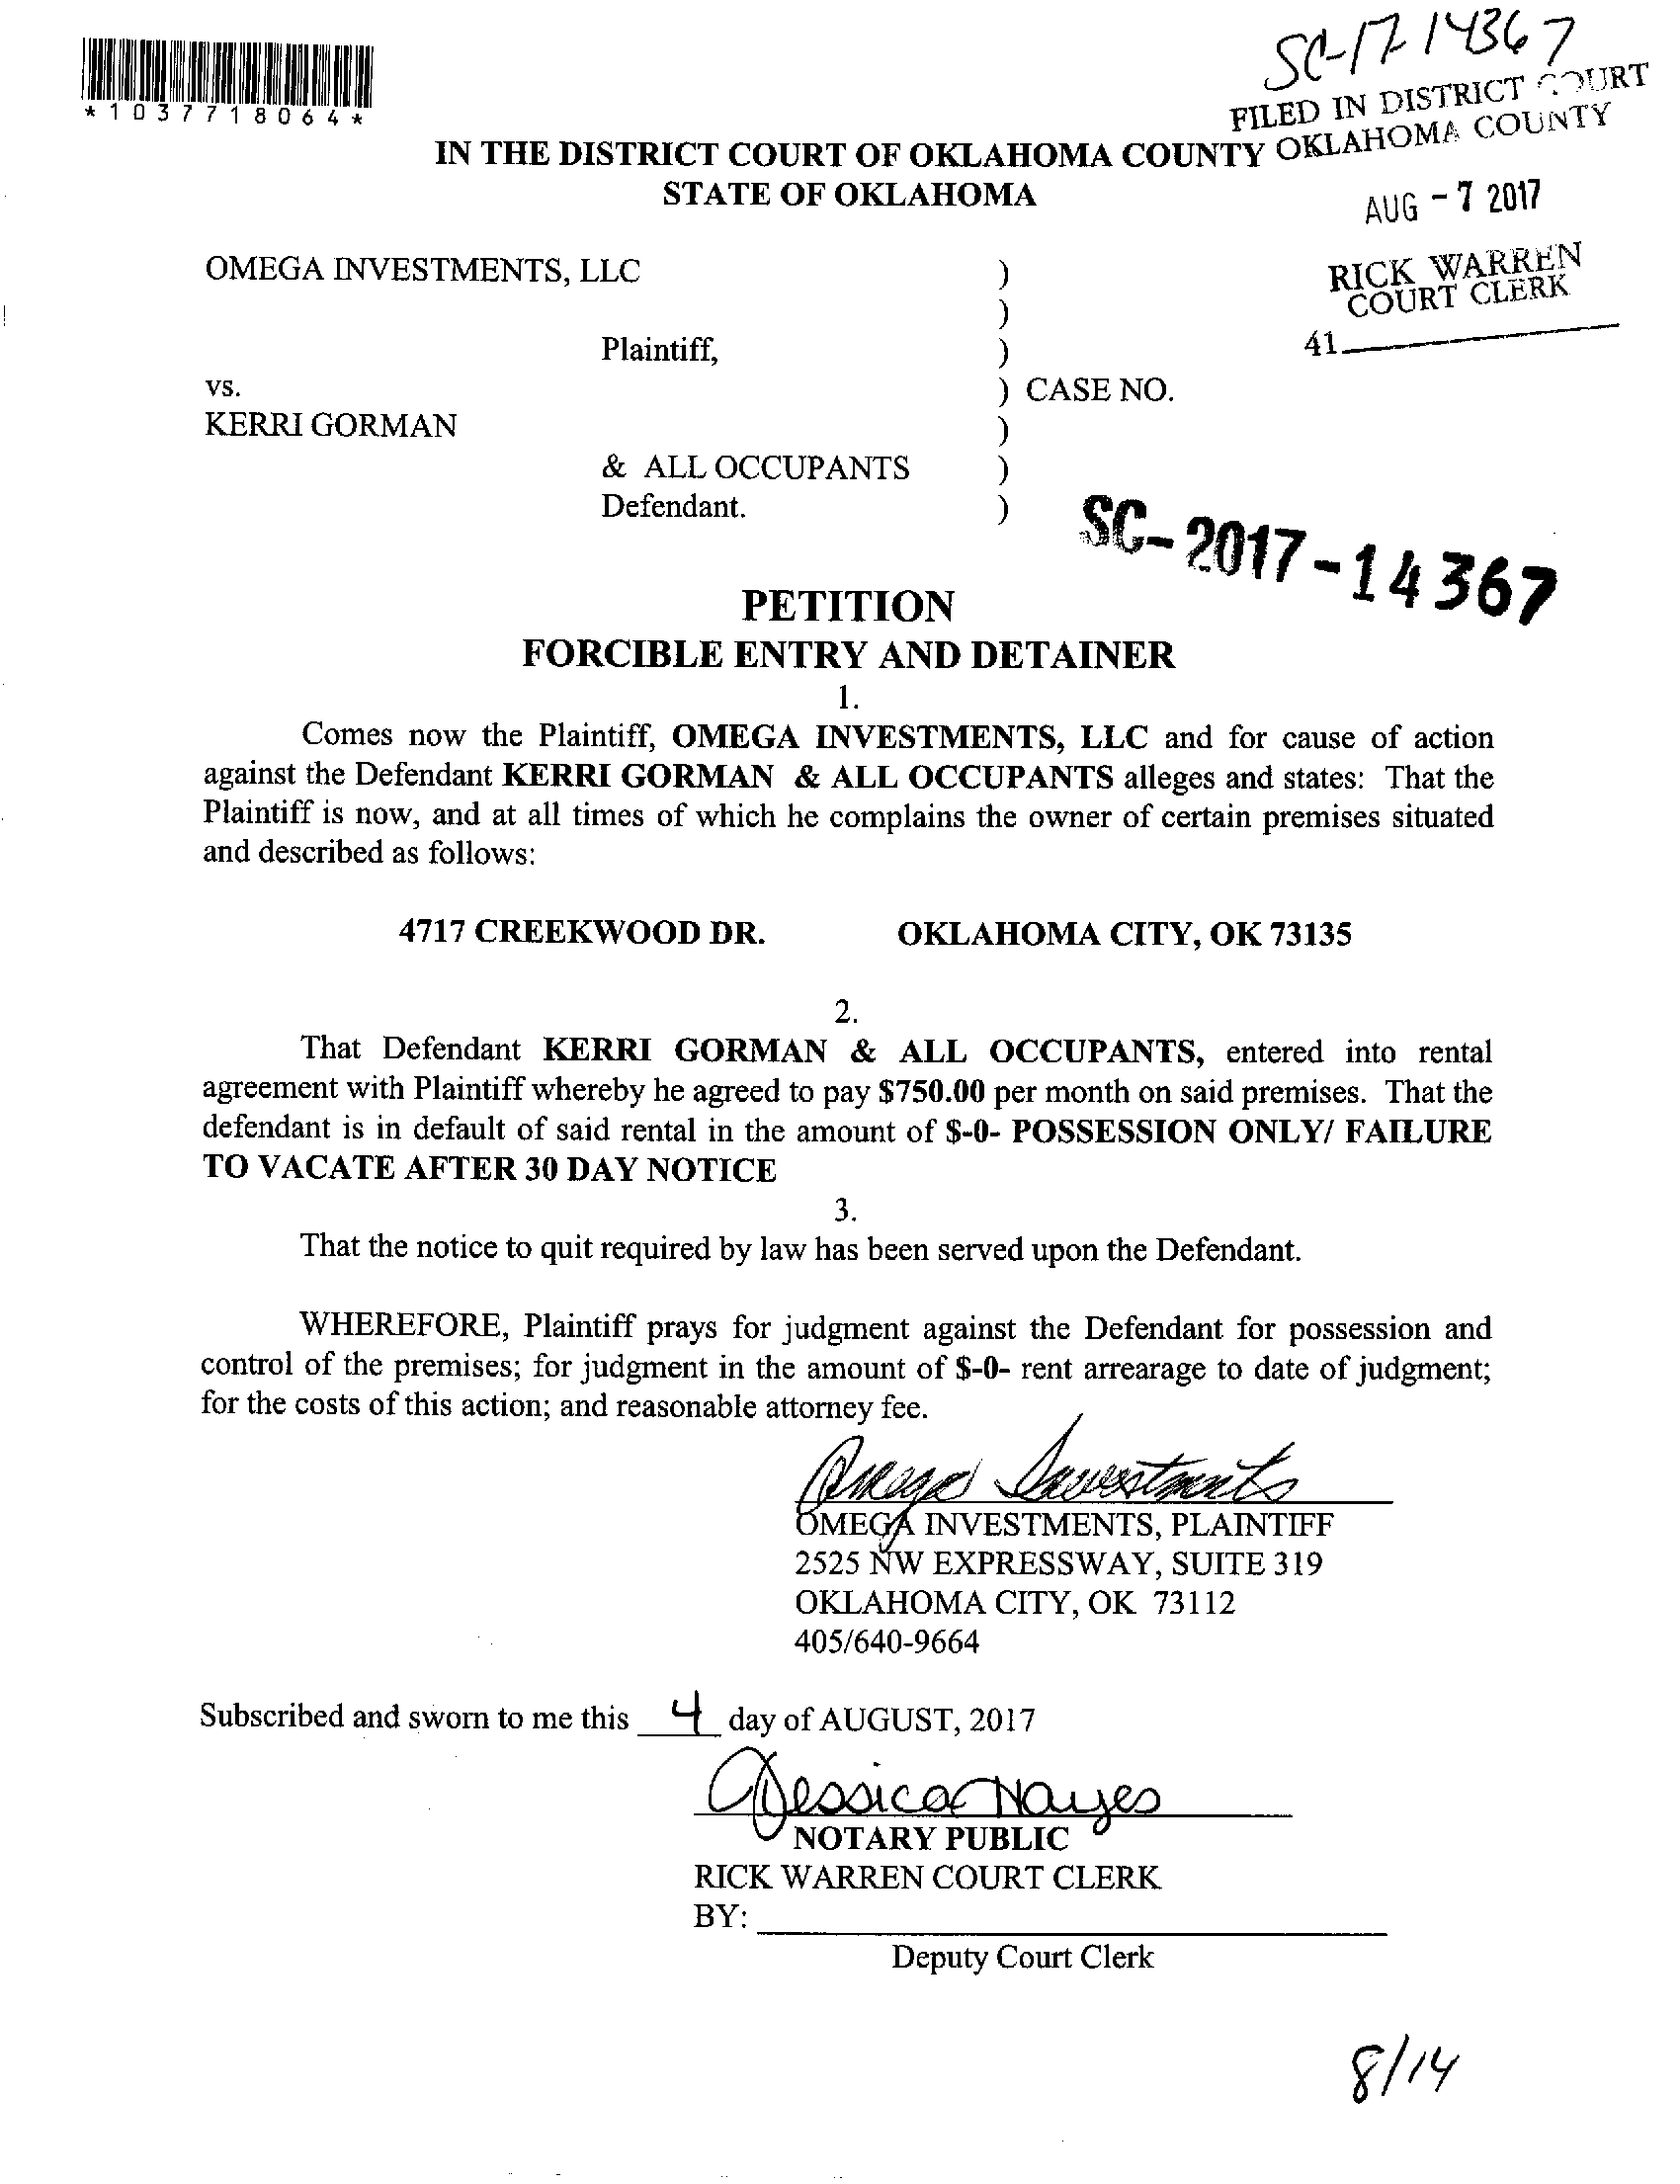 SC-17 14367
*1037718064*
FILED IN DISTRICT COURT
OKLAHOMA COUNTY
IN THE DISTRICT COURT OF OKLAHOMA COUNTY
STATE OF OKLAHOMA
AUG - 7 2017
OMEGA INVESTMENTS, LLC )
RICK WARREN
COURT CLERK
)
Plaintiff, )
41
vs. ) CASE NO.
KERRI GORMAN )
& ALL OCCUPANTS )
Defendant. )
SC-2017-14367
PETITION
FORCIBLE ENTRY AND DETAINER
1.
Comes now the Plaintiff, OMEGA INVESTMENTS, LLC and for cause of action
against the Defendant KERRI GORMAN & ALL OCCUPANTS alleges and states: That the
Plaintiff is now, and at all times of which he complains the owner of certain premises situated
and described as follows:
4717 CREEKWOOD DR. OKLAHOMA CITY, OK 73135
2.
That Defendant KERRI GORMAN & ALL OCCUPANTS, entered into rental
agreement with Plaintiff whereby he agreed to pay $750.00 per month on said premises. That the
defendant is in default of said rental in the amount of $-0- POSSESSION ONLY/ FAILURE
TO VACATE AFTER 30 DAY NOTICE
3.
That the notice to quit required by law has been served upon the Defendant.
WHEREFORE, Plaintiff prays for judgment against the Defendant for possession and
control of the premises; for judgment in the amount of $-0- rent arrearage to date of judgment;
for the costs of this action; and reasonable attorney fee.
Omega Investments
OMEGA INVESTMENTS, PLAINTIFF
2525 NW EXPRESSWAY, SUITE 319
OKLAHOMA CITY, OK 73112
405/640-9664
Subscribed and sworn to me this 4 day of AUGUST, 2017
Jessica Hayes
NOTARY PUBLIC
RICK WARREN COURT CLERK
BY:
Deputy Court Clerk
8/14